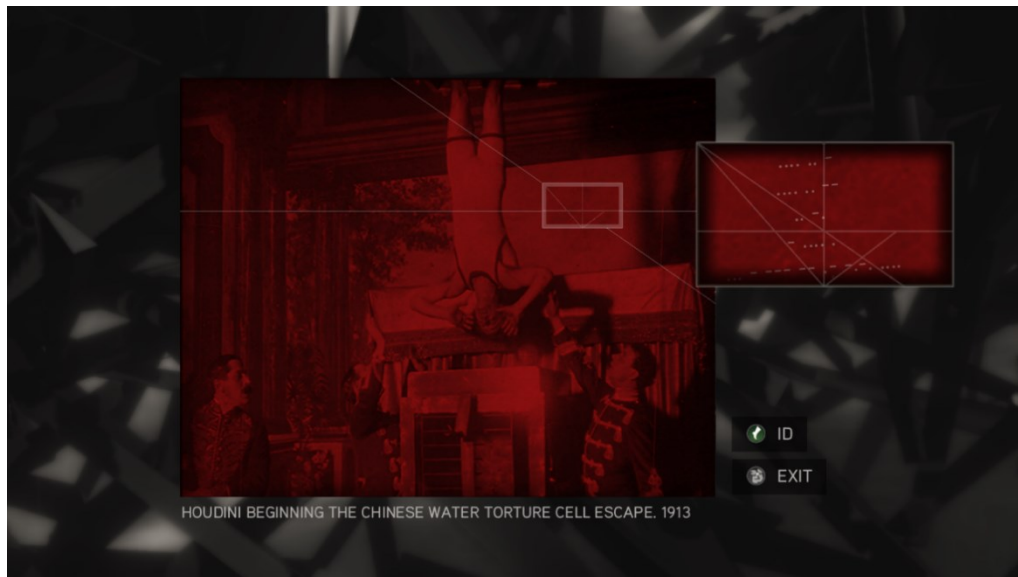 HOUDINI BEGINNING THE CHINESE WATER TORTURE CELL ESCAPE. 1913
ID
EXIT